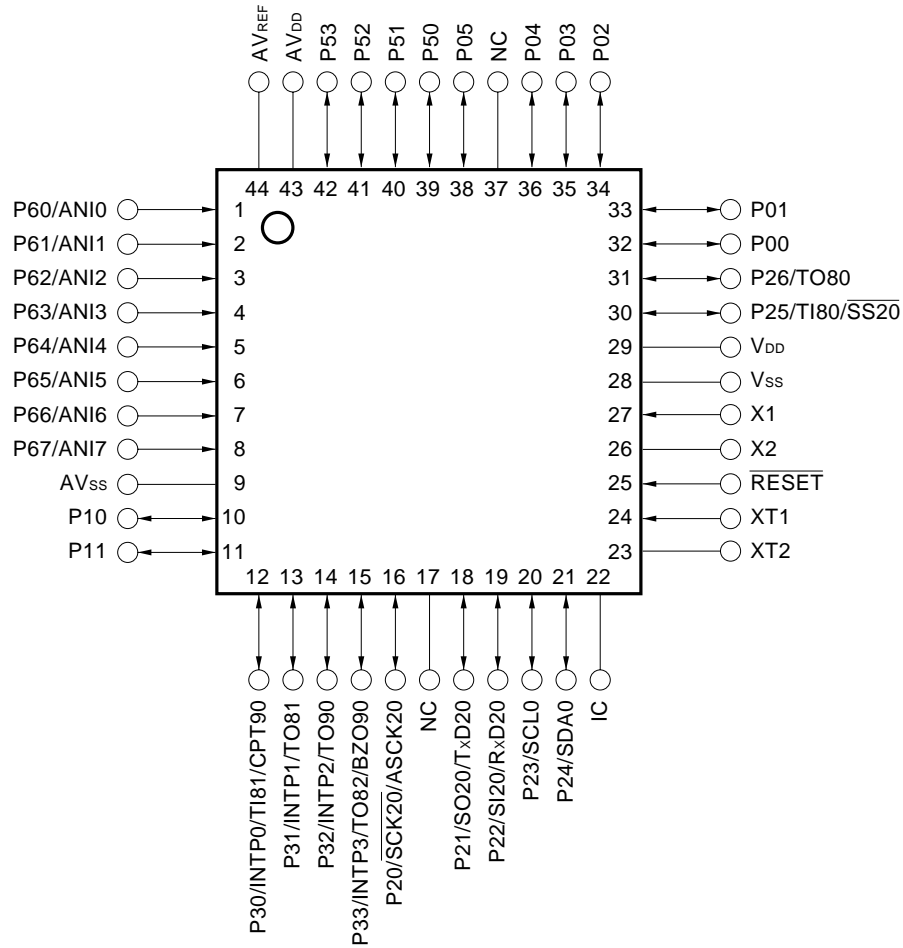 AVREF
AVDD
P53
P52
P51
P50
P05
NC
P04
P03
P02
44 43 42 41 40 39 38 37 36 35 34
P60/ANI0 1
P61/ANI1 2
P62/ANI2 3
P63/ANI3 4
P64/ANI4 5
P65/ANI5 6
P66/ANI6 7
P67/ANI7 8
AVSS 9
P10 10
P11 11
33 P01
32 P00
31 P26/TO80
30 P25/TI80/SS20
29 VDD
28 VSS
27 X1
26 X2
25 RESET
24 XT1
23 XT2
12 13 14 15 16 17 18 19 20 21 22
P30/INTP0/TI81/CPT90
P31/INTP1/TO81
P32/INTP2/TO90
P33/INTP3/TO82/BZO90
P20/SCK20/ASCK20
NC
P21/SO20/TxD20
P22/SI20/RxD20
P23/SCL0
P24/SDA0
IC